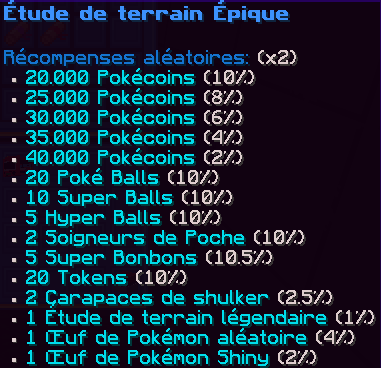 Étude de terrain Épique
Récompenses aléatoires: (x2)
• 20.000 Pokécoins (10%)
• 25.000 Pokécoins (8%)
• 30.000 Pokécoins (6%)
• 35.000 Pokécoins (4%)
• 40.000 Pokécoins (2%)
• 20 Poké Balls (10%)
• 10 Super Balls (10%)
• 5 Hyper Balls (10%)
• 2 Soigneurs de Poche (10%)
• 5 Super Bonbons (10.5%)
• 20 Tokens (10%)
• 2 Carapaces de shulker (2.5%)
• 1 Étude de terrain légendaire (1%)
• 1 Œuf de Pokémon aléatoire (4%)
• 1 Œuf de Pokémon Shiny (2%)